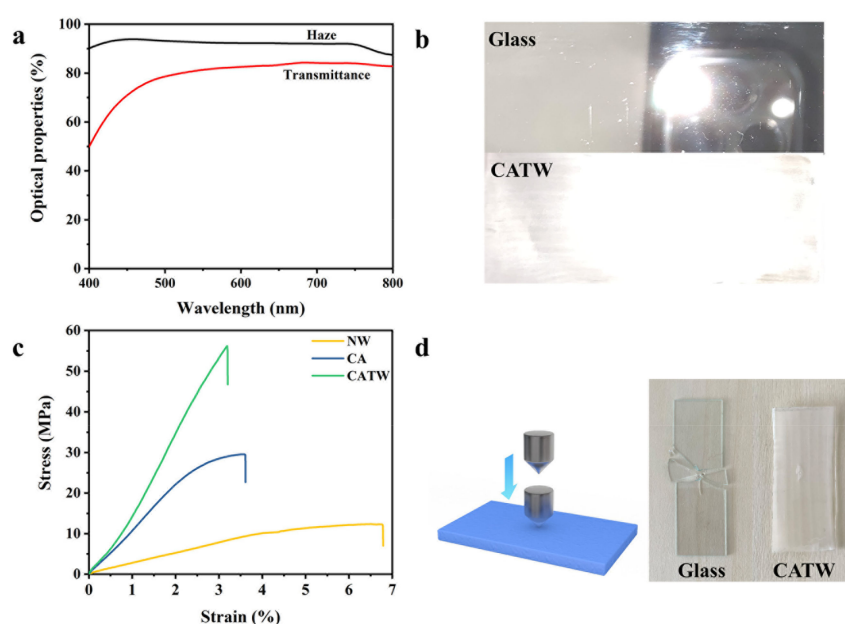 a
Haze
Transmittance
Optical properties (%)
100
80
60
40
20
0
400
500
600
700
800
Wavelength (nm)
b
Glass
CATW
c
NW
CA
CATW
Stress (MPa)
60
50
40
30
20
10
0
0
1
2
3
4
5
6
7
Strain (%)
d
Glass
CATW